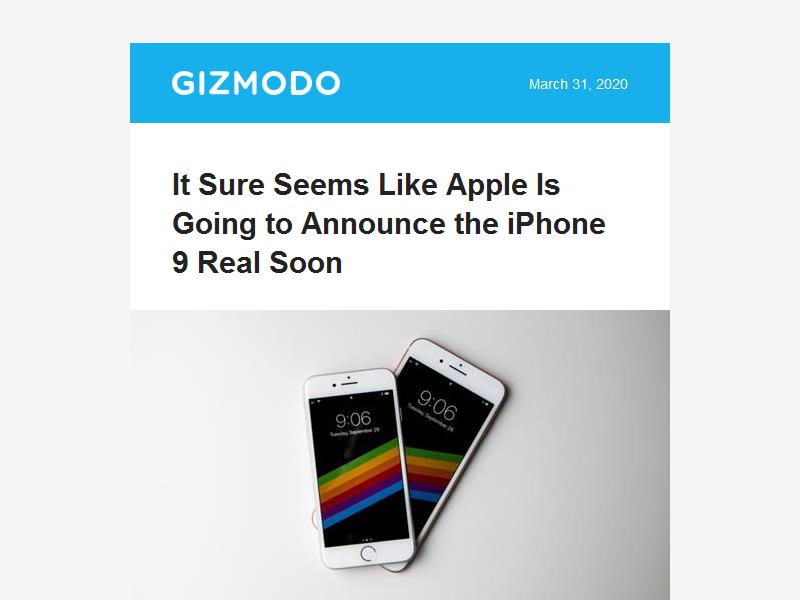 GIZMODO
March 31, 2020
It Sure Seems Like Apple Is
Going to Announce the iPhone
9 Real Soon
9:06
Tuesday, September 26
9:06
Tuesday, September 26